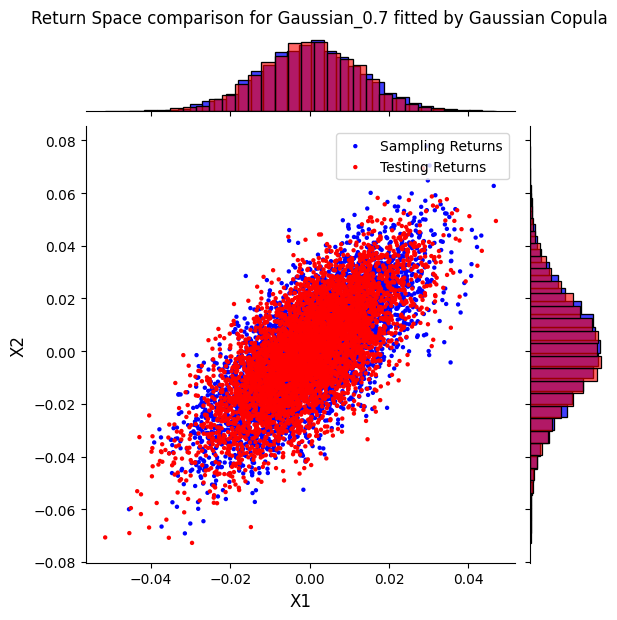 Return Space comparison for Gaussian_0.7 fitted by Gaussian Copula
Sampling Returns
Testing Returns
0.08
0.06
0.04
0.02
0.00
−0.02
−0.04
−0.06
−0.08
X2
−0.04 −0.02 0.00 0.02 0.04
X1